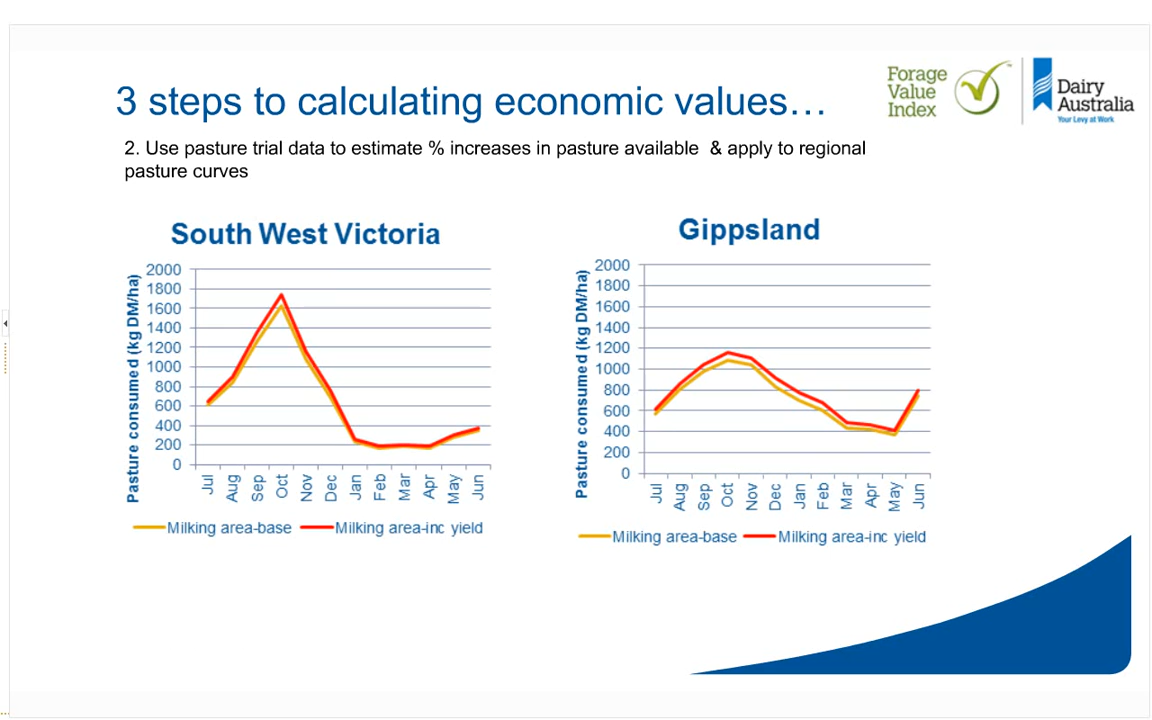 3 steps to calculating economic values…
Forage
Value
Index
™
Dairy
Australia
Your Levy at Work
2. Use pasture trial data to estimate % increases in pasture available & apply to regional
pasture curves
South West Victoria
Pasture consumed (kg DM/ha)
2000
1800
1600
1400
1200
1000
800
600
400
200
0
Jul Aug Sep Oct Nov Dec Jan Feb Mar Apr May Jun
Milking area-base Milking area-inc yield
Gippsland
Pasture consumed (kg DM/ha)
2000
1800
1600
1400
1200
1000
800
600
400
200
0
Jul Aug Sep Oct Nov Dec Jan Feb Mar Apr May Jun
Milking area-base Milking area-inc yield